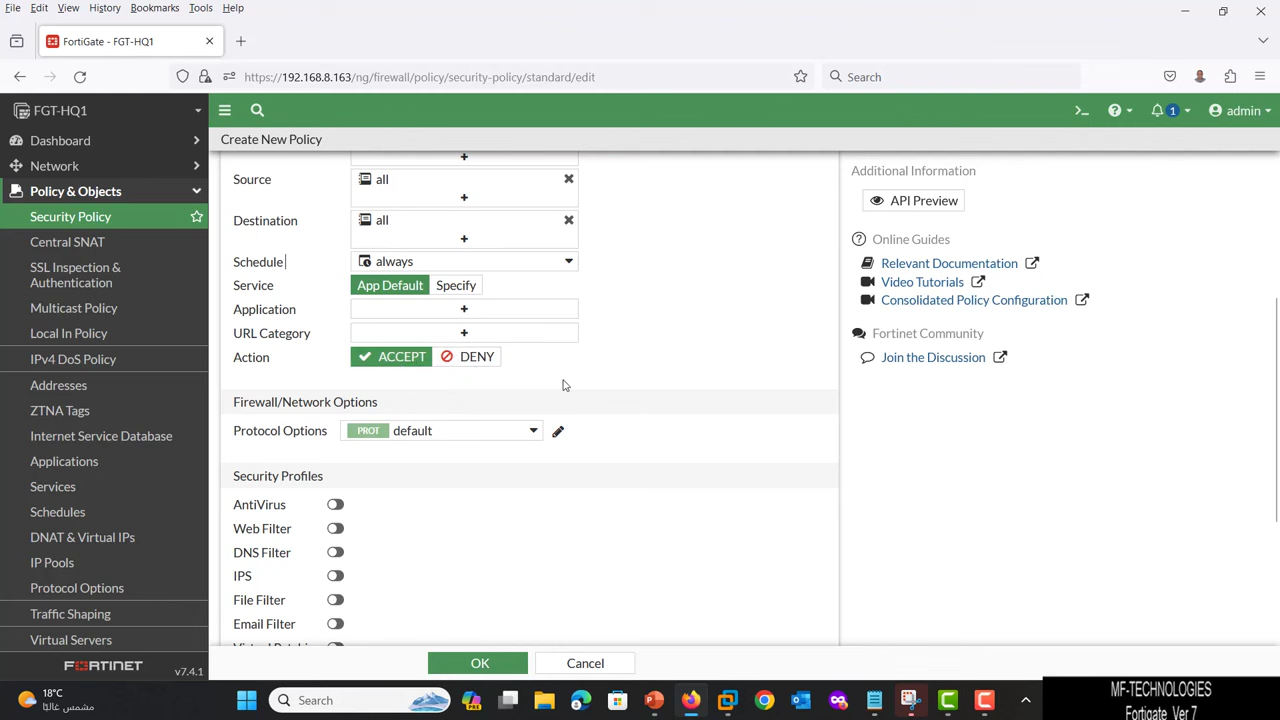 File Edit View History Bookmarks Tools Help
FortiGate - FGT-HQ1
https://192.168.8.163/ng/firewall/policy/security-policy/standard/edit
Search
FGT-HQ1
admin
1
Create New Policy
Dashboard
Network
Policy & Objects
Security Policy
Central SNAT
SSL Inspection &
Authentication
Multicast Policy
Local In Policy
IPv4 DoS Policy
Addresses
ZTNA Tags
Internet Service Database
Applications
Services
Schedules
DNAT & Virtual IPs
IP Pools
Protocol Options
Traffic Shaping
Virtual Servers
FORTINET v7.4.1
Source all
Destination all
Schedule always
Service App Default Specify
Application
URL Category
Action ACCEPT DENY
Firewall/Network Options
Protocol Options PROT default
Security Profiles
AntiVirus
Web Filter
DNS Filter
IPS
File Filter
Email Filter
OK Cancel
Additional Information
API Preview
Online Guides
Relevant Documentation
Video Tutorials
Consolidated Policy Configuration
Fortinet Community
Join the Discussion
18°C
مشمس غالبًا
Search
MF-TECHNOLOGIES
Fortigate Ver 7